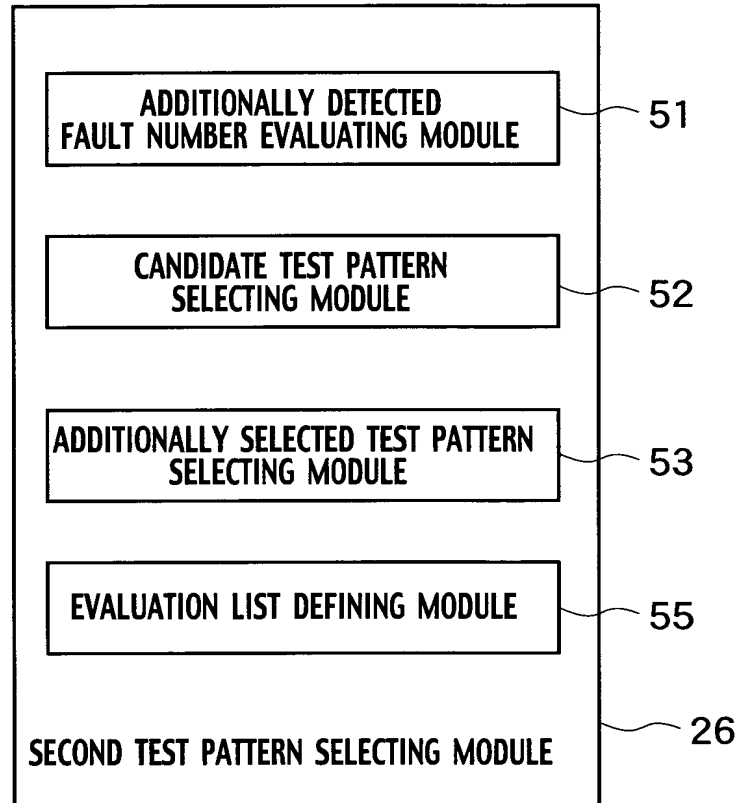 ADDITIONALLY DETECTED
FAULT NUMBER EVALUATING MODULE
51
CANDIDATE TEST PATTERN
SELECTING MODULE
52
ADDITIONALLY SELECTED TEST PATTERN
SELECTING MODULE
53
EVALUATION LIST DEFINING MODULE
55
SECOND TEST PATTERN SELECTING MODULE
26